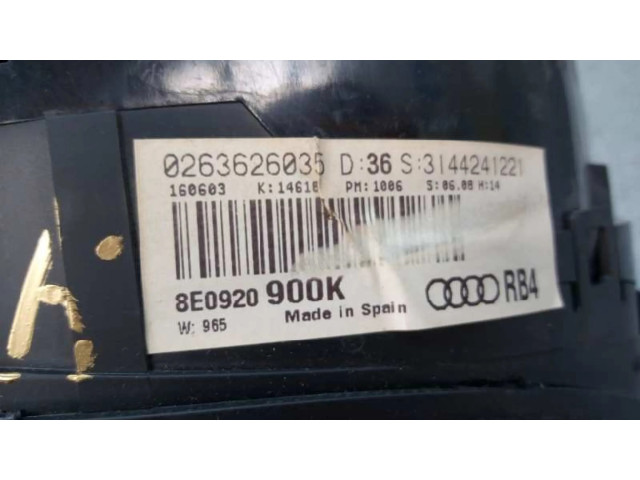 0263626035 D:36 S:3144241221
160603 K:14618 PM:1006 S:06.08 H:14
8E0920 900K RB4
W: 965 Made in Spain